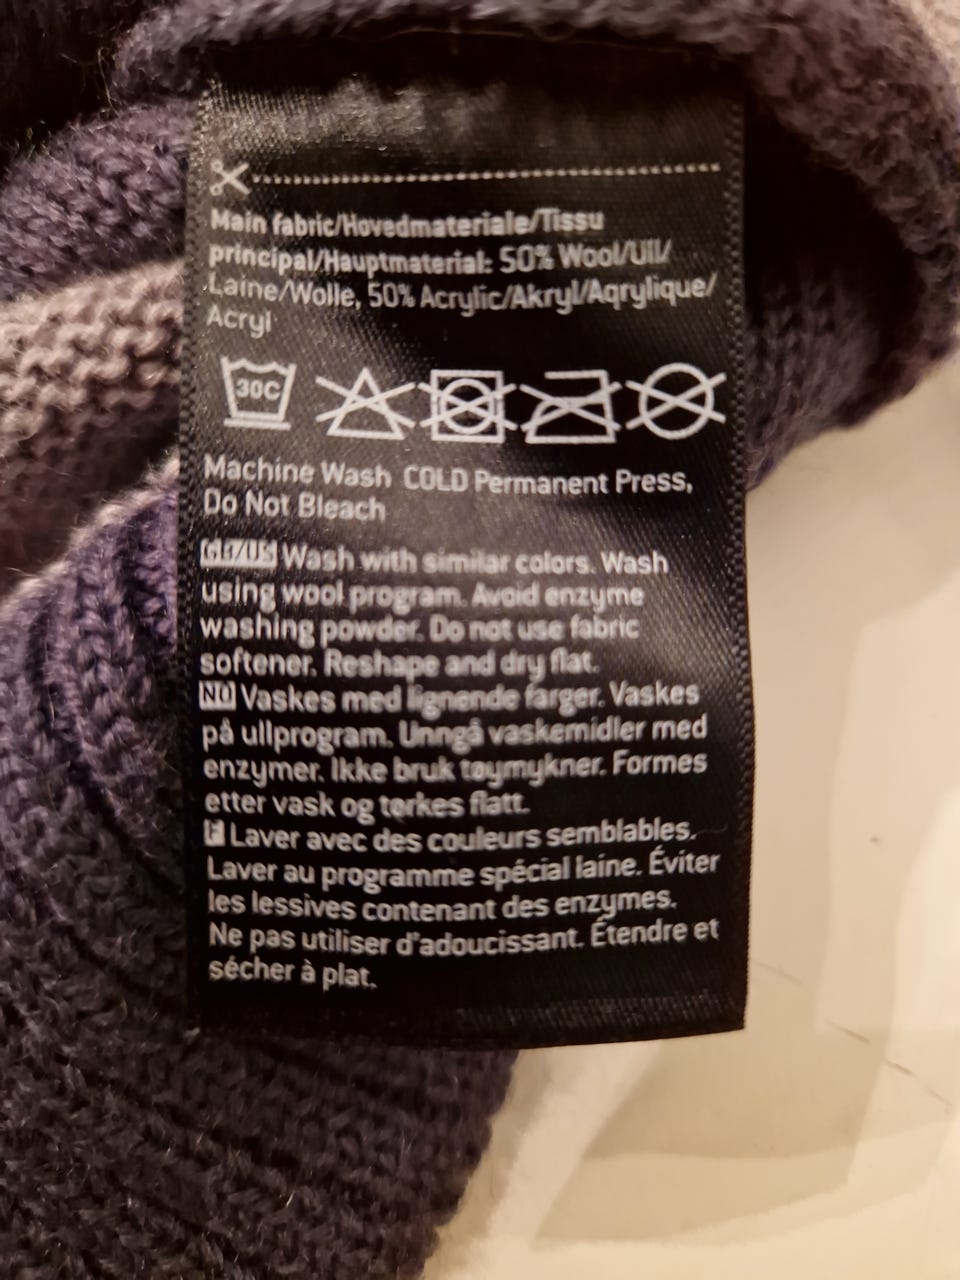 Main fabric/Hovedmateriale/Tissu
principal/Hauptmaterial: 50% Wool/Ull/
Laine/Wolle, 50% Acrylic/Akryl/Aqrylique/
Acryl
30C
Machine Wash COLD Permanent Press,
Do Not Bleach
GB/US Wash with similar colors. Wash
using wool program. Avoid enzyme
washing powder. Do not use fabric
softener. Reshape and dry flat.
NO Vaskes med lignende farger. Vaskes
på ullprogram. Unngå vaskemidler med
enzymer. Ikke bruk tøymykner. Formes
etter vask og tørkes flatt.
F Laver avec des couleurs semblables.
Laver au programme spécial laine. Éviter
les lessives contenant des enzymes.
Ne pas utiliser d'adoucissant. Étendre et
sécher à plat.